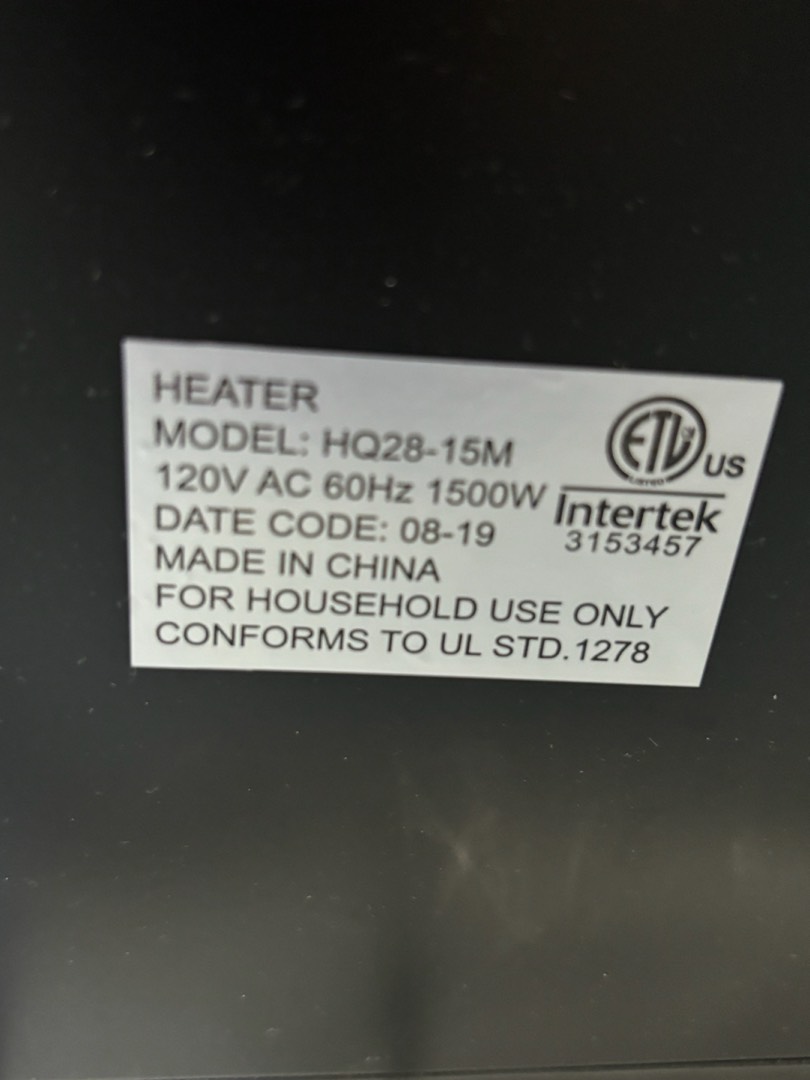 HEATER
MODEL: HQ28-15M
120V AC 60Hz 1500W
DATE CODE: 08-19
MADE IN CHINA
FOR HOUSEHOLD USE ONLY
CONFORMS TO UL STD.1278
ETL
LISTED
US
Intertek
3153457